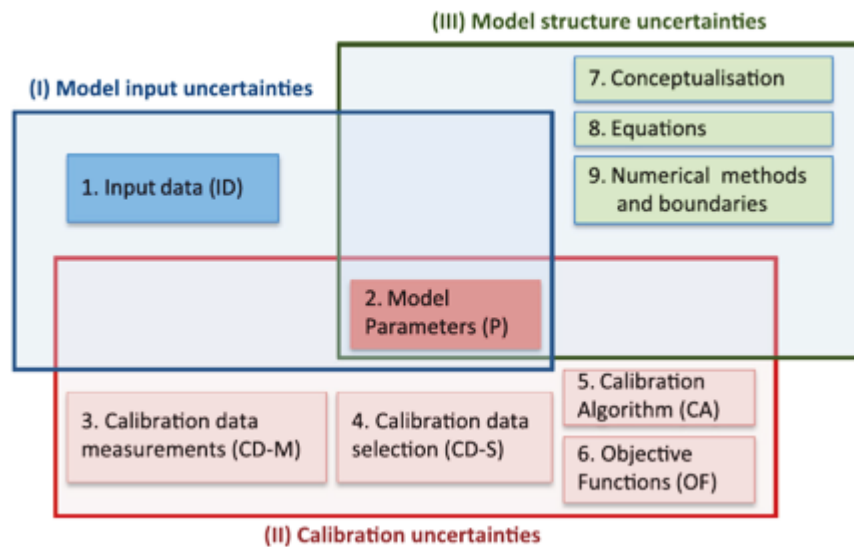 (III) Model structure uncertainties
7. Conceptualisation
(I) Model input uncertainties
8. Equations
1. Input data (ID)
9. Numerical methods
and boundaries
2. Model
Parameters (P)
3. Calibration data
measurements (CD-M)
4. Calibration data
selection (CD-S)
5. Calibration
Algorithm (CA)
6. Objective
Functions (OF)
(II) Calibration uncertainties